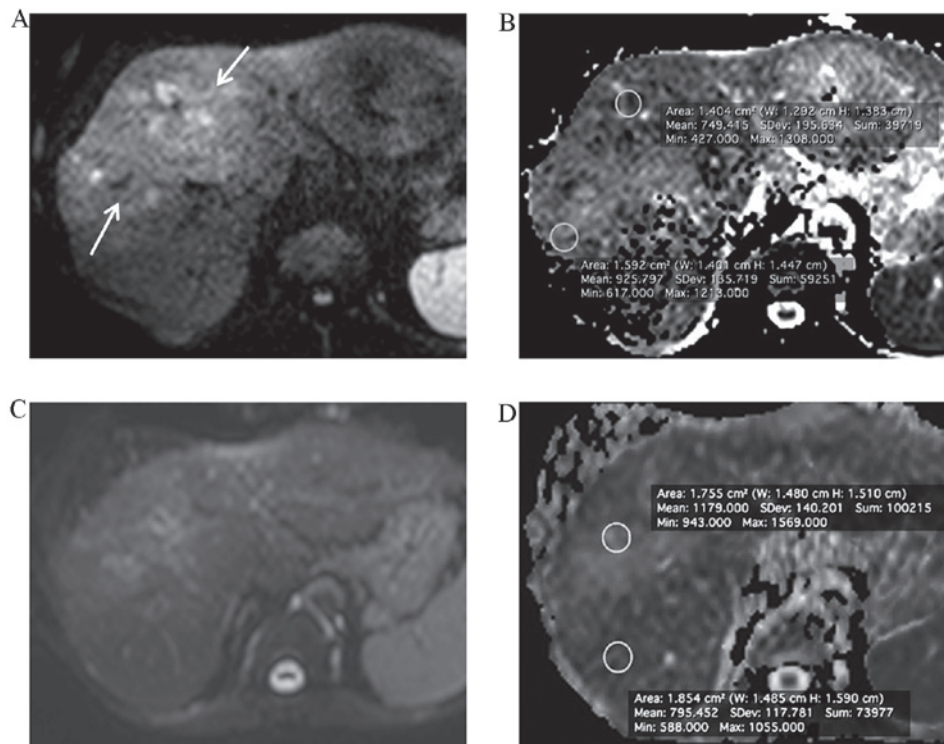 A
B
Area: 1.404 cm² (W: 1.292 cm H: 1.383 cm)
Mean: 749.415 SDev: 195.634 Sum: 39719
Min: 427.000 Max: 1308.000
Area: 1.592 cm² (W: 1.401 cm H: 1.447 cm)
Mean: 925.797 SDev: 135.719 Sum: 59251
Min: 617.000 Max: 1213.000
C
D
Area: 1.755 cm² (W: 1.480 cm H: 1.510 cm)
Mean: 1179.000 SDev: 140.201 Sum: 100215
Min: 943.000 Max: 1569.000
Area: 1.854 cm² (W: 1.485 cm H: 1.590 cm)
Mean: 795.452 SDev: 117.781 Sum: 73977
Min: 588.000 Max: 1055.000